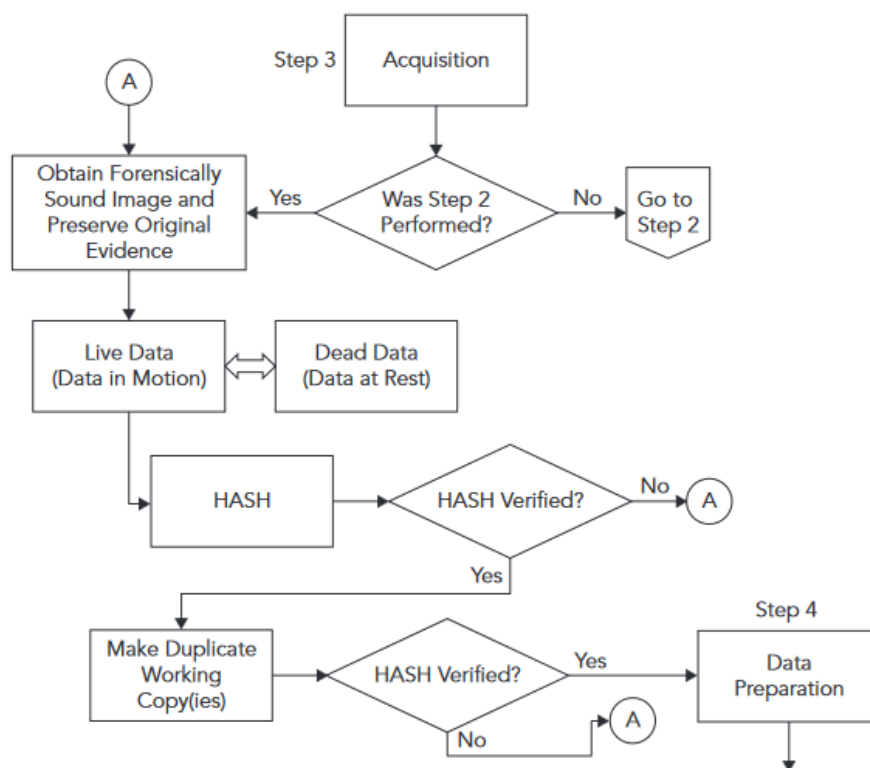 Step 3
Acquisition
A
Obtain Forensically
Sound Image and
Preserve Original
Evidence
Yes
Was Step 2
Performed?
No
Go to
Step 2
Live Data
(Data in Motion)
Dead Data
(Data at Rest)
HASH
HASH Verified?
No
A
Yes
Step 4
Make Duplicate
Working
Copy(ies)
HASH Verified?
Yes
Data
Preparation
No
A